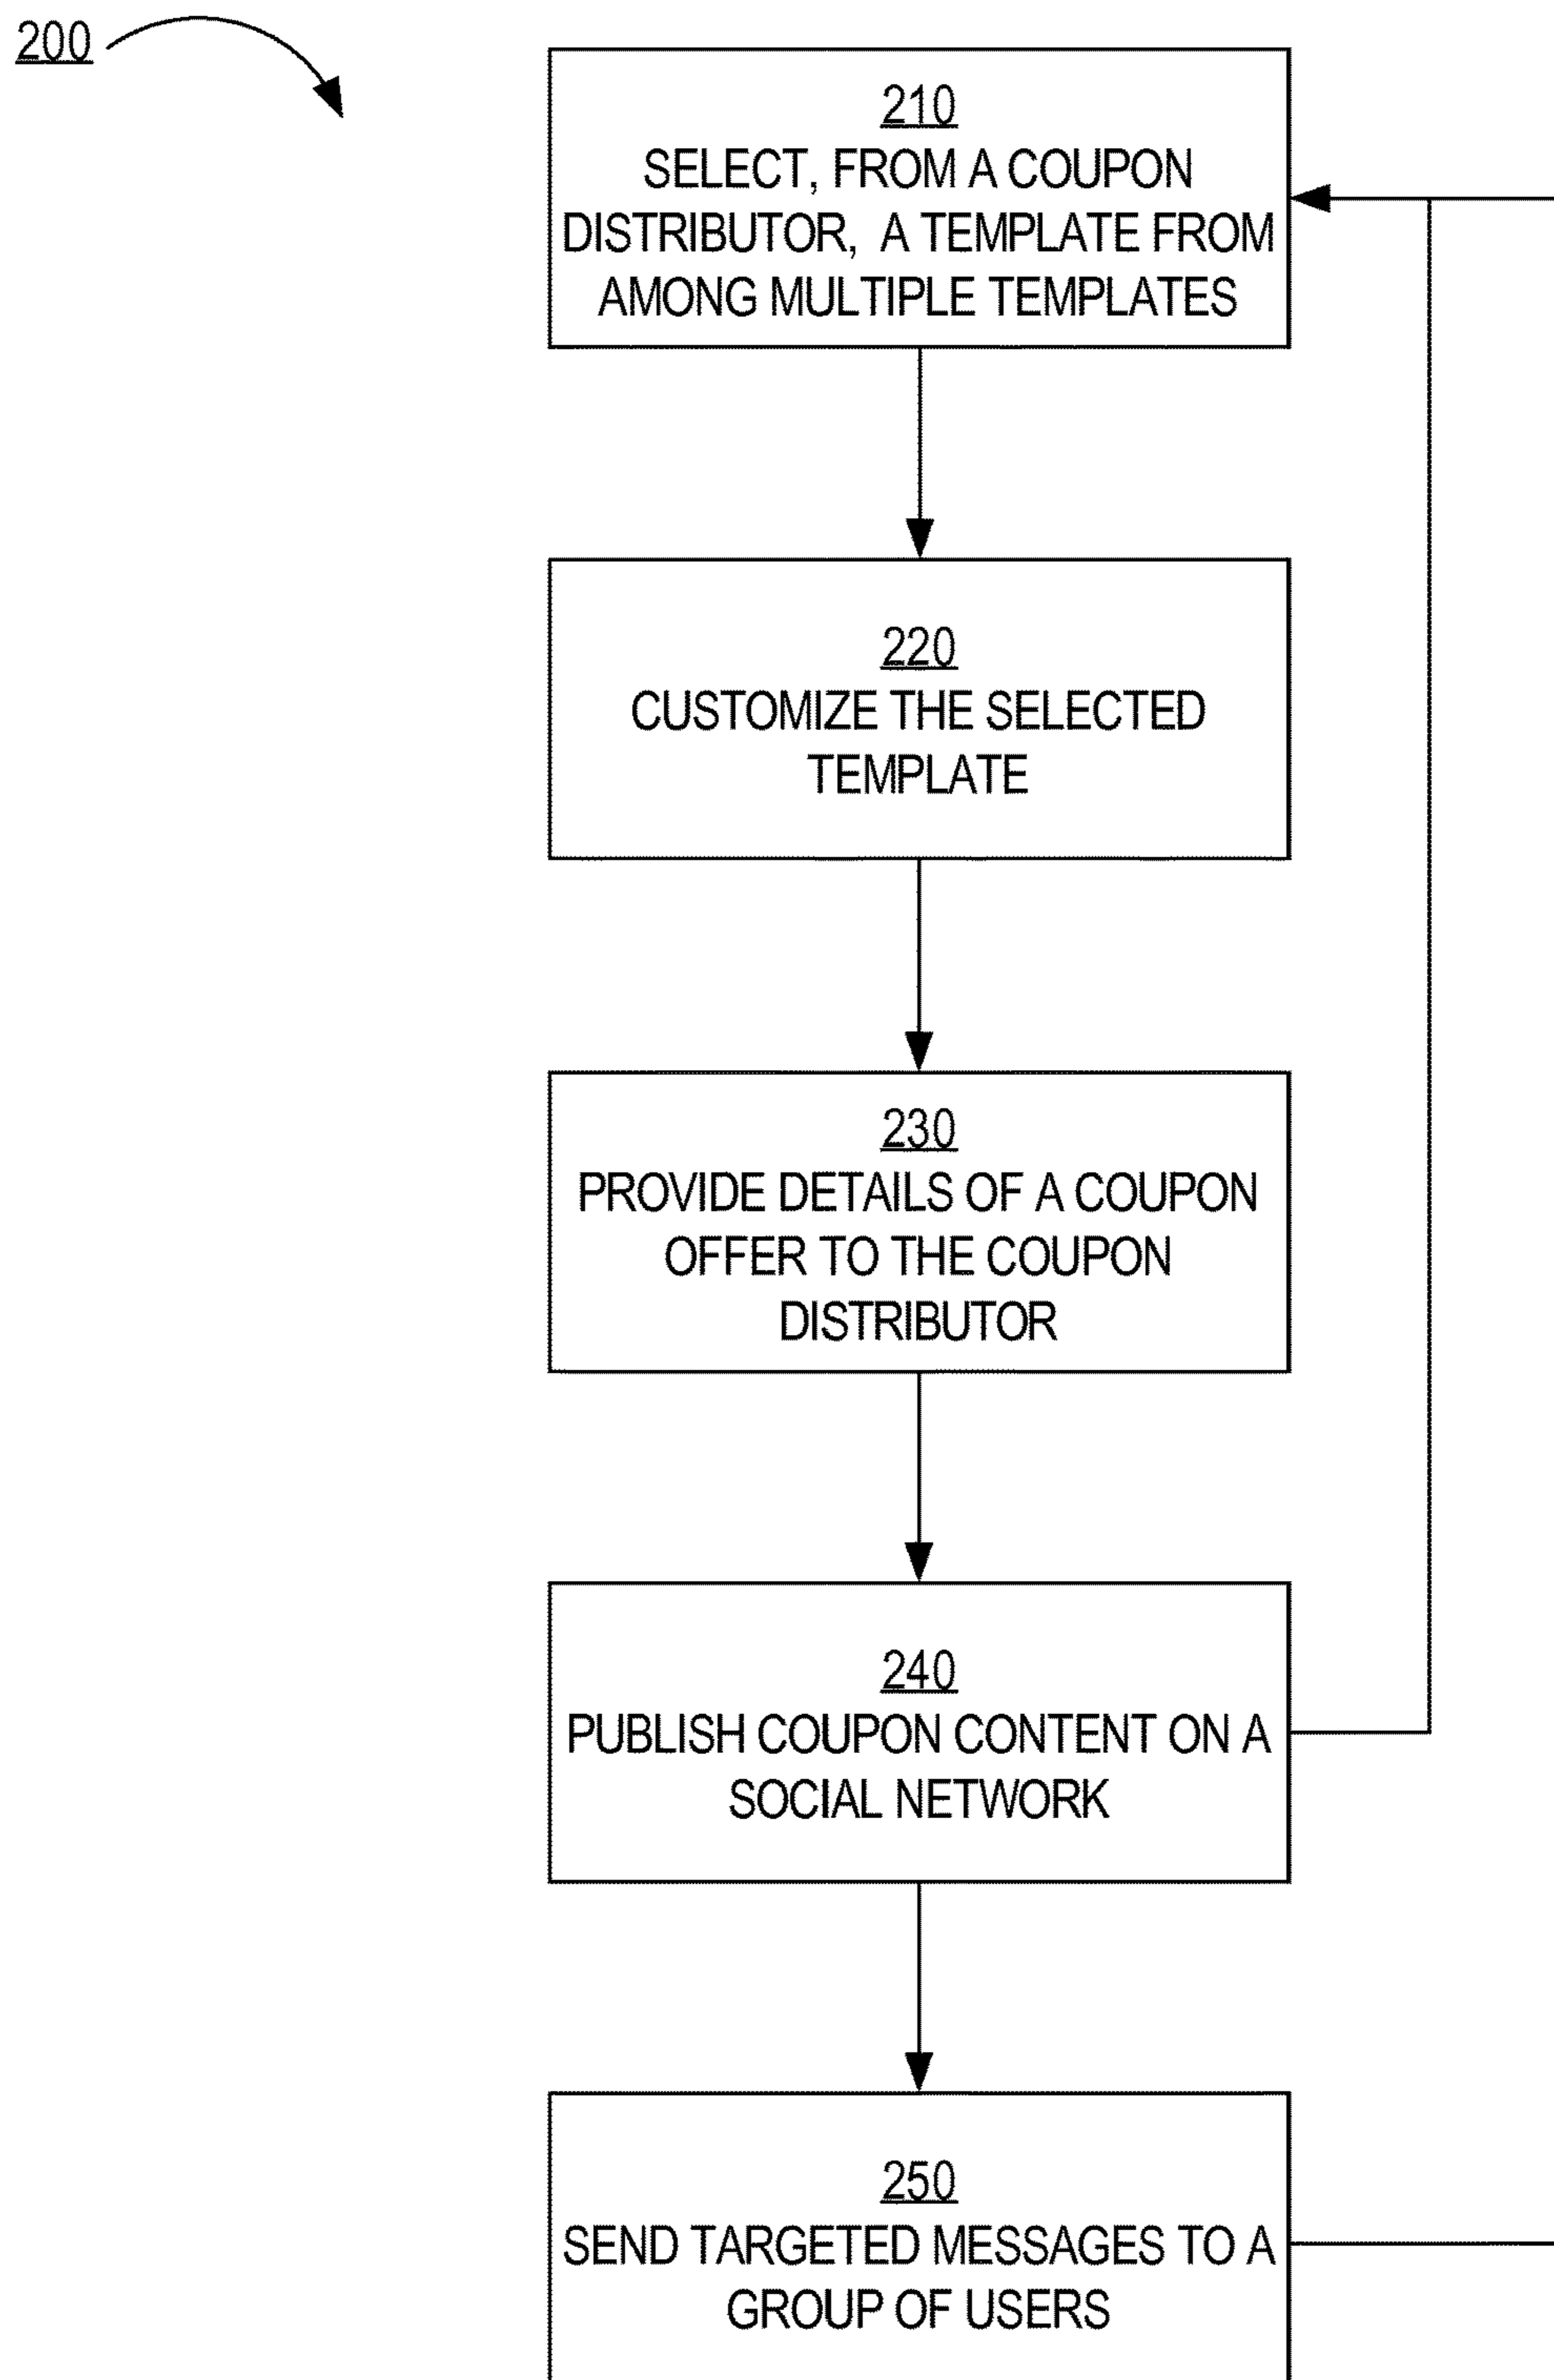 200
210
SELECT, FROM A COUPON
DISTRIBUTOR, A TEMPLATE FROM
AMONG MULTIPLE TEMPLATES
220
CUSTOMIZE THE SELECTED
TEMPLATE
230
PROVIDE DETAILS OF A COUPON
OFFER TO THE COUPON
DISTRIBUTOR
240
PUBLISH COUPON CONTENT ON A
SOCIAL NETWORK
250
SEND TARGETED MESSAGES TO A
GROUP OF USERS